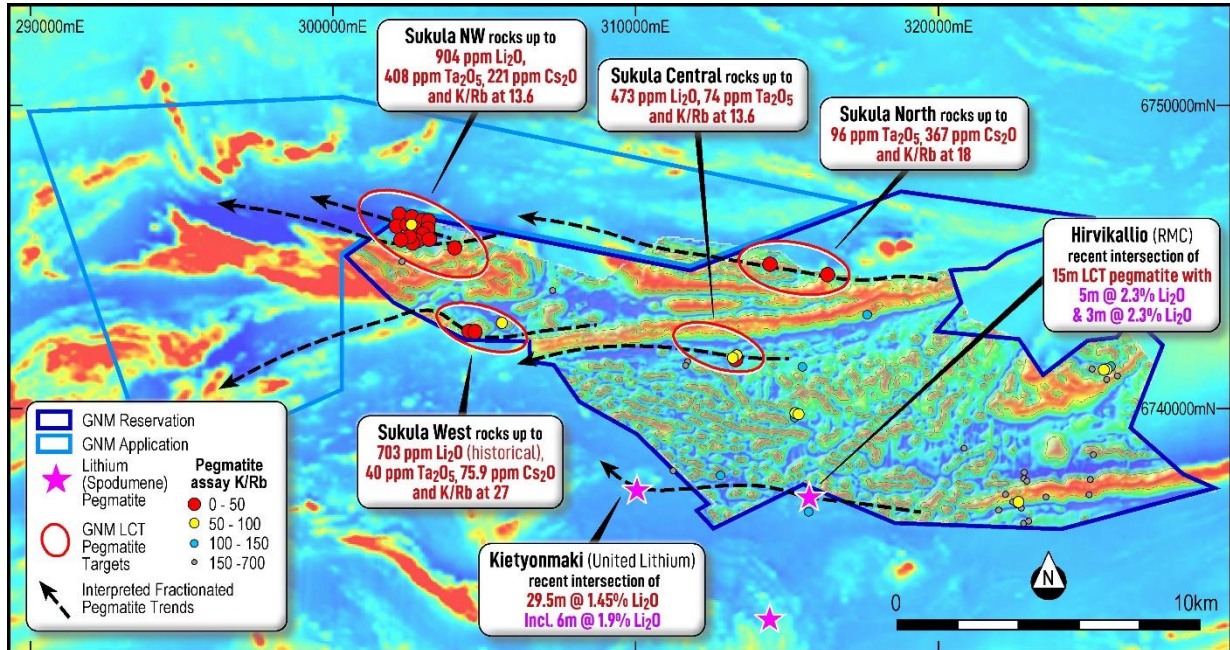 290000mE
300000mE
310000mE
320000mE
Sukula NW rocks up to
904 ppm Li₂O,
408 ppm Ta₂O₅, 221 ppm Cs₂O
and K/Rb at 13.6
Sukula Central rocks up to
473 ppm Li₂O, 74 ppm Ta₂O₅
and K/Rb at 13.6
Sukula North rocks up to
96 ppm Ta₂O₅, 367 ppm Cs₂O
and K/Rb at 18
6750000mN
Hirvikallio (RMC)
recent intersection of
15m LCT pegmatite with
5m @ 2.3% Li₂O
& 3m @ 2.3% Li₂O
6740000mN
Sukula West rocks up to
703 ppm Li₂O (historical),
40 ppm Ta₂O₅, 75.9 ppm Cs₂O
and K/Rb at 27
Kietyonmaki (United Lithium)
recent intersection of
29.5m @ 1.45% Li₂O
Incl. 6m @ 1.9% Li₂O
GNM Reservation
GNM Application
Lithium
(Spodumene)
Pegmatite
GNM LCT
Pegmatite
Targets
Pegmatite
assay K/Rb
0 - 50
50 - 100
100 - 150
150 -700
Interpreted Fractionated
Pegmatite Trends
N
0
10km